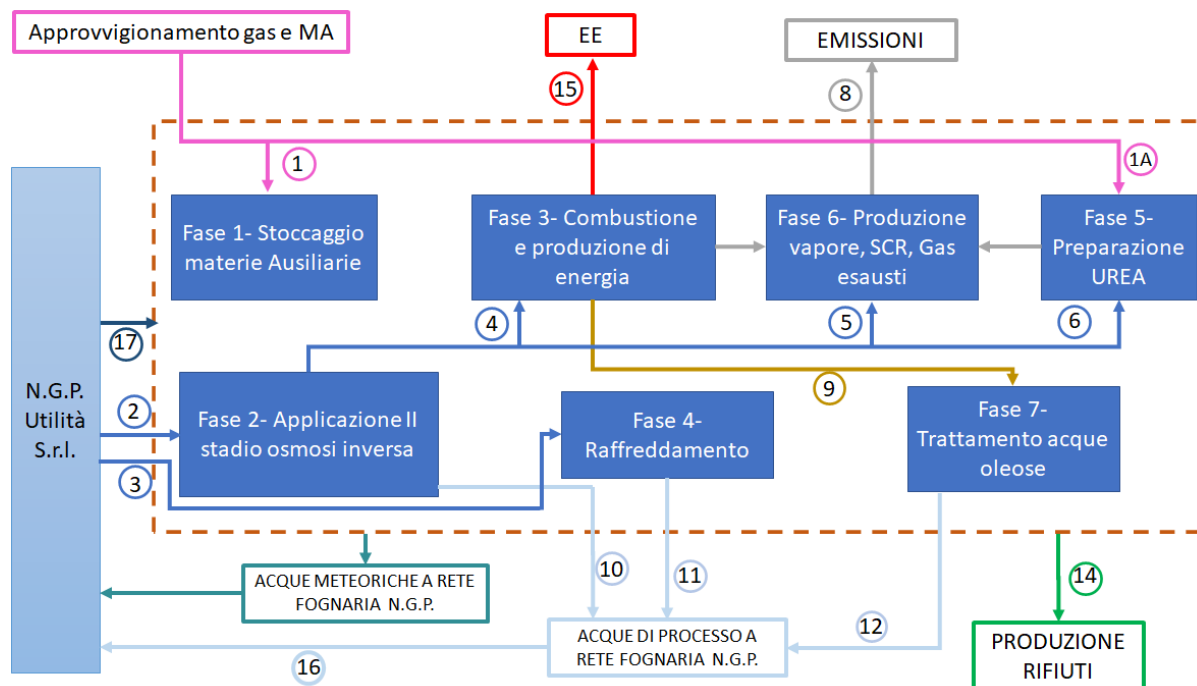 Approvvigionamento gas e MA
EE
EMISSIONI
15
8
1
1A
Fase 1- Stoccaggio
materie Ausiliarie
Fase 3- Combustione
e produzione di
energia
Fase 6- Produzione
vapore, SCR, Gas
esausti
Fase 5-
Preparazione
UREA
17
4
5
6
N.G.P.
Utilità
S.r.l.
2
3
Fase 2- Applicazione II
stadio osmosi inversa
Fase 4-
Raffreddamento
9
Fase 7-
Trattamento acque
oleose
ACQUE METEORICHE A RETE
FOGNARIA N.G.P.
10
11
14
12
ACQUE DI PROCESSO A
RETE FOGNARIA N.G.P.
16
PRODUZIONE
RIFIUTI